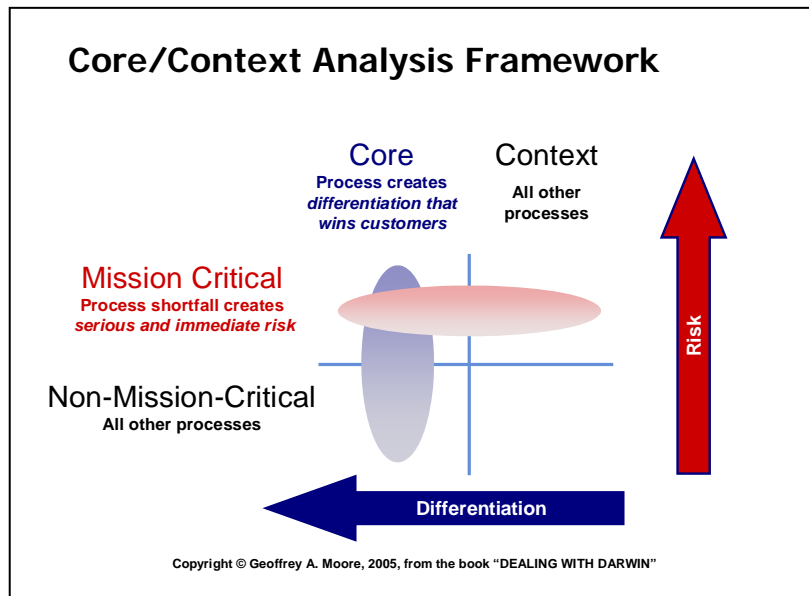 Core/Context Analysis Framework
Core
Process creates
differentiation that
wins customers
Context
All other
processes
Mission Critical
Process shortfall creates
serious and immediate risk
Non-Mission-Critical
All other processes
Risk
Differentiation
Copyright © Geoffrey A. Moore, 2005, from the book “DEALING WITH DARWIN”